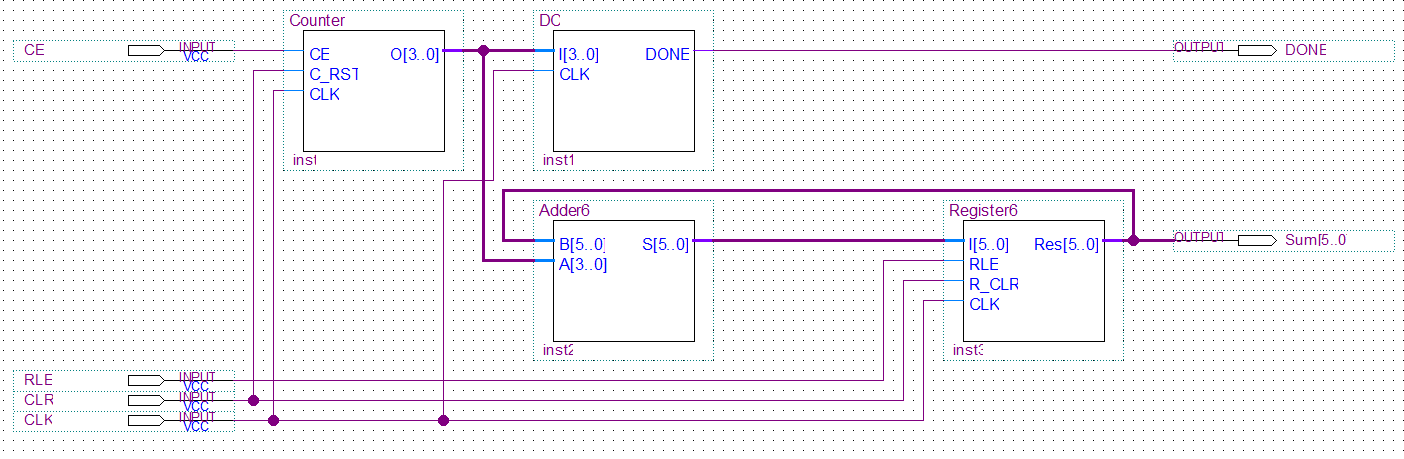 Counter
DC
CE
INPUT
VCC
CE
O[3..0]
C_RST
CLK
I[3..0]
DONE
CLK
OUTPUT
DONE
inst
inst1
Adder6
Register6
B[5..0]
S[5..0]
A[3..0]
I[5..0]
Res[5..0]
RLE
R_CLR
CLK
OUTPUT
Sum[5..0
inst2
inst3
RLE
INPUT
VCC
CLR
INPUT
VCC
CLK
INPUT
VCC